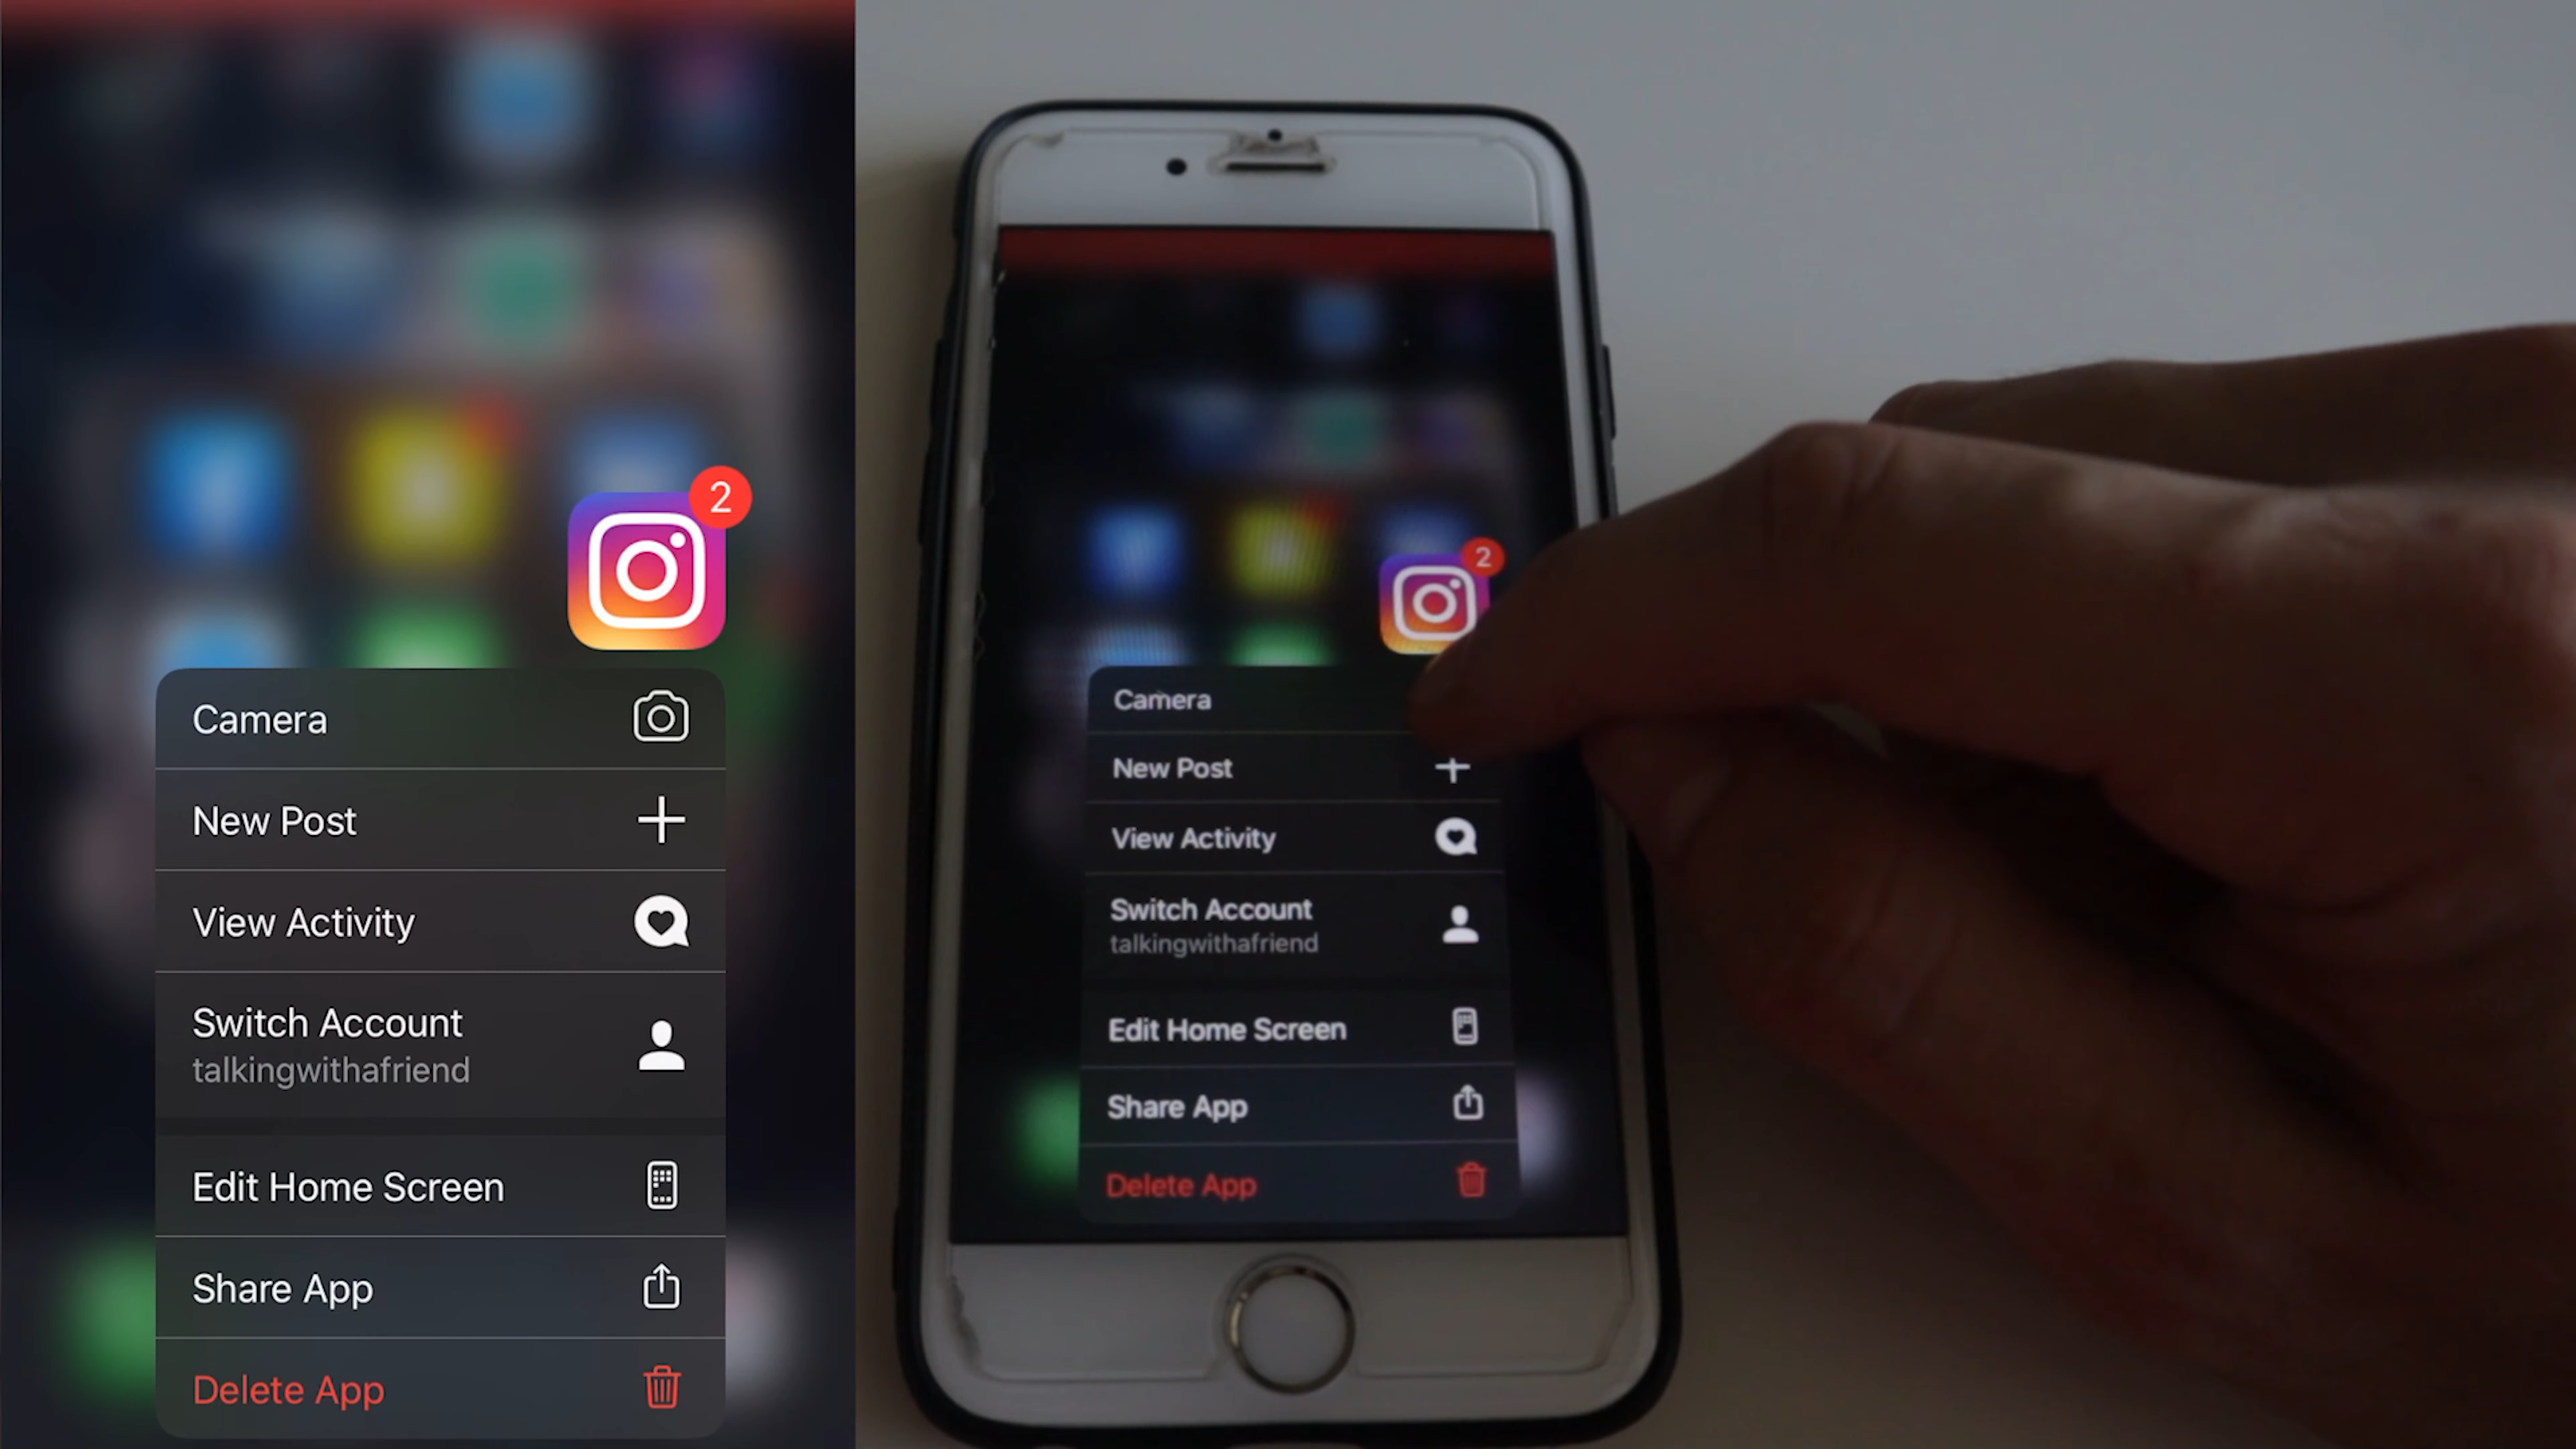 2
Camera
New Post
View Activity
Switch Account
talkingwithafriend
Edit Home Screen
Share App
Delete App
2
Camera
New Post
View Activity
Switch Account
talkingwithafriend
Edit Home Screen
Share App
Delete App